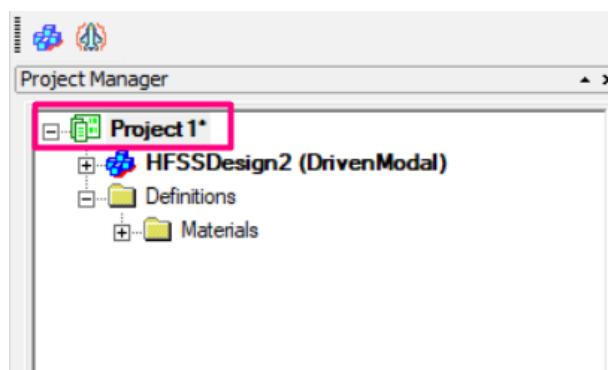 Project Manager
Project1*
HFSSDesign2 (DrivenModal)
Definitions
Materials